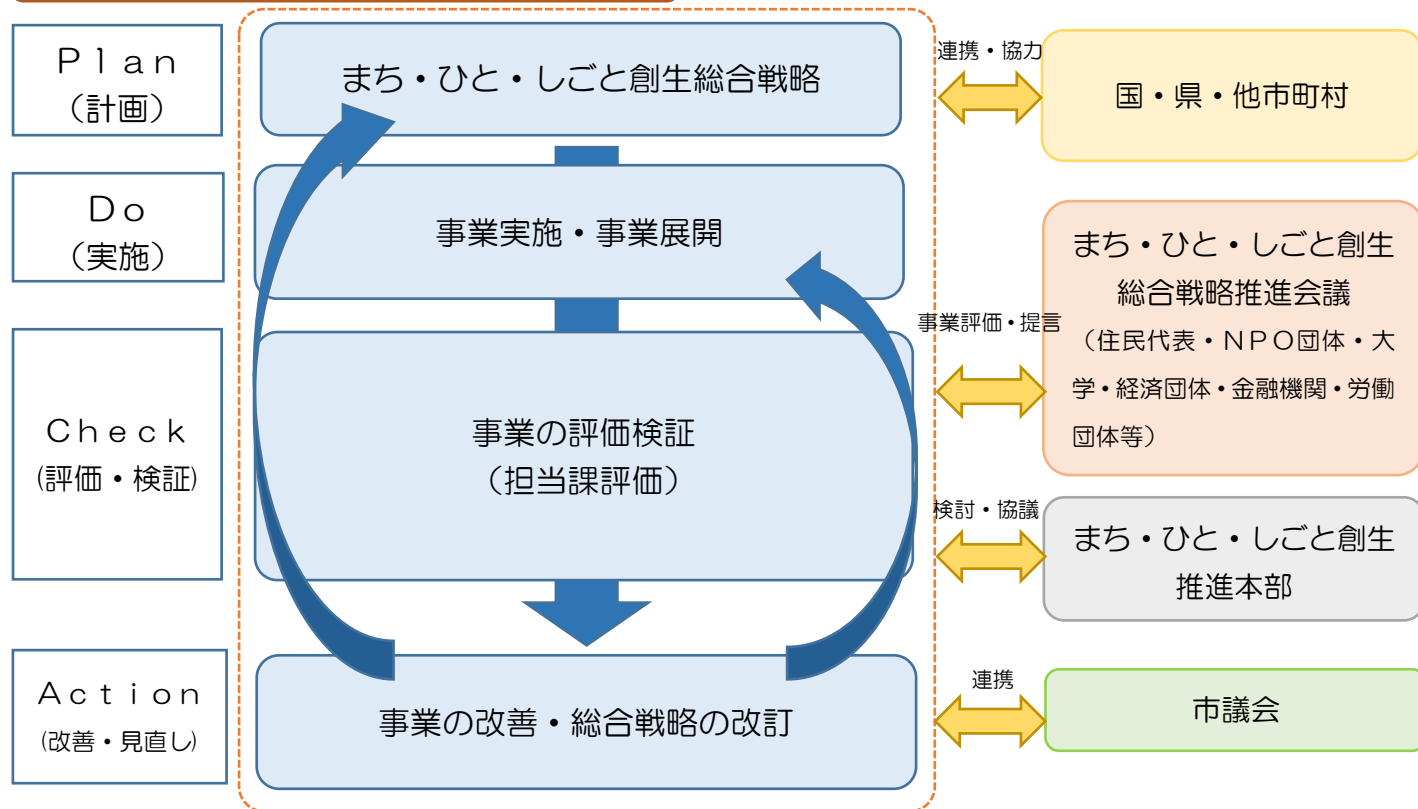 Ｐｌａｎ
（計画）
まち・ひと・しごと創生総合戦略
連携・協力
国・県・他市町村
Ｄｏ
（実施）
事業実施・事業展開
まち・ひと・しごと創生
総合戦略推進会議
（住民代表・ＮＰＯ団体・大
学・経済団体・金融機関・労働
団体等）
事業評価・提言
Ｃｈｅｃｋ
(評価・検証)
事業の評価検証
（担当課評価）
検討・協議
まち・ひと・しごと創生
推進本部
Ａｃｔｉｏｎ
(改善・見直し)
事業の改善・総合戦略の改訂
連携
市議会